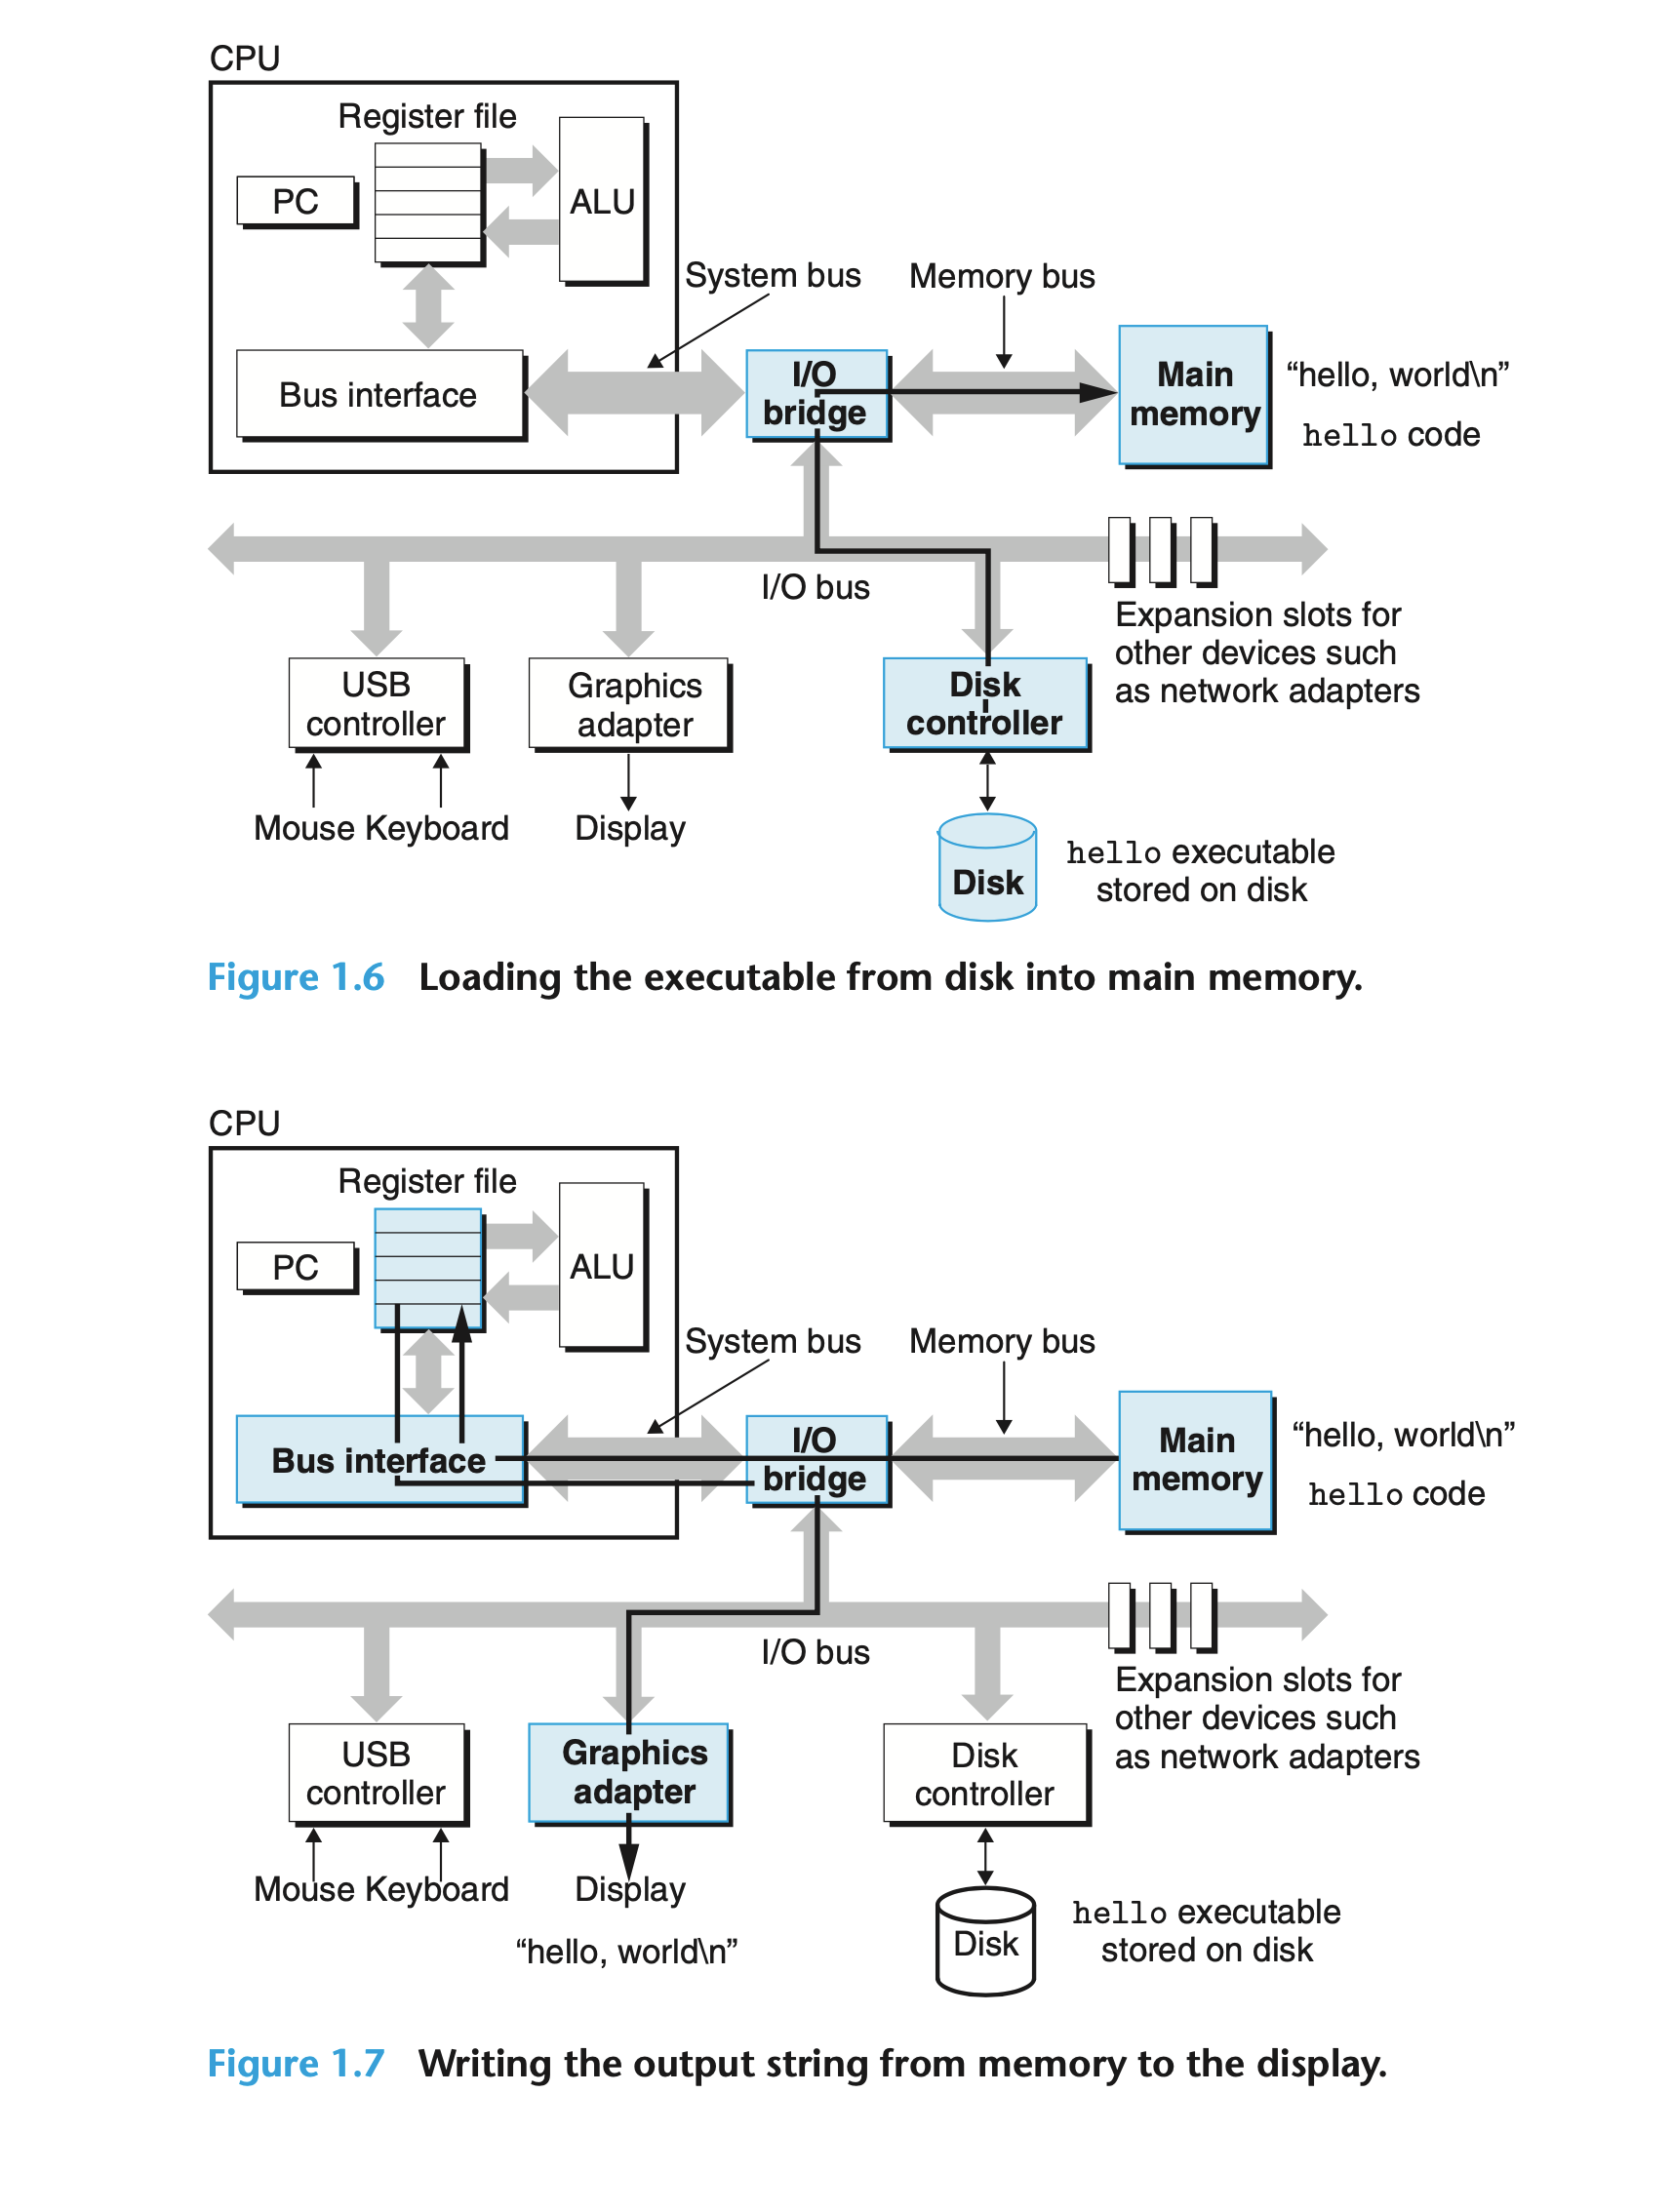 CPU
Register file
PC
ALU
System bus
Memory bus
Bus interface
I/O
bridge
Main
memory
“hello, world\n”
hello code
I/O bus
Expansion slots for
other devices such
as network adapters
USB
controller
Graphics
adapter
Disk
controller
Mouse Keyboard
Display
Disk
hello executable
stored on disk
Figure 1.6 Loading the executable from disk into main memory.
CPU
Register file
PC
ALU
System bus
Memory bus
Bus interface
I/O
bridge
Main
memory
“hello, world\n”
hello code
I/O bus
Expansion slots for
other devices such
as network adapters
USB
controller
Graphics
adapter
Disk
controller
Mouse Keyboard
Display
“hello, world\n”
Disk
hello executable
stored on disk
Figure 1.7 Writing the output string from memory to the display.